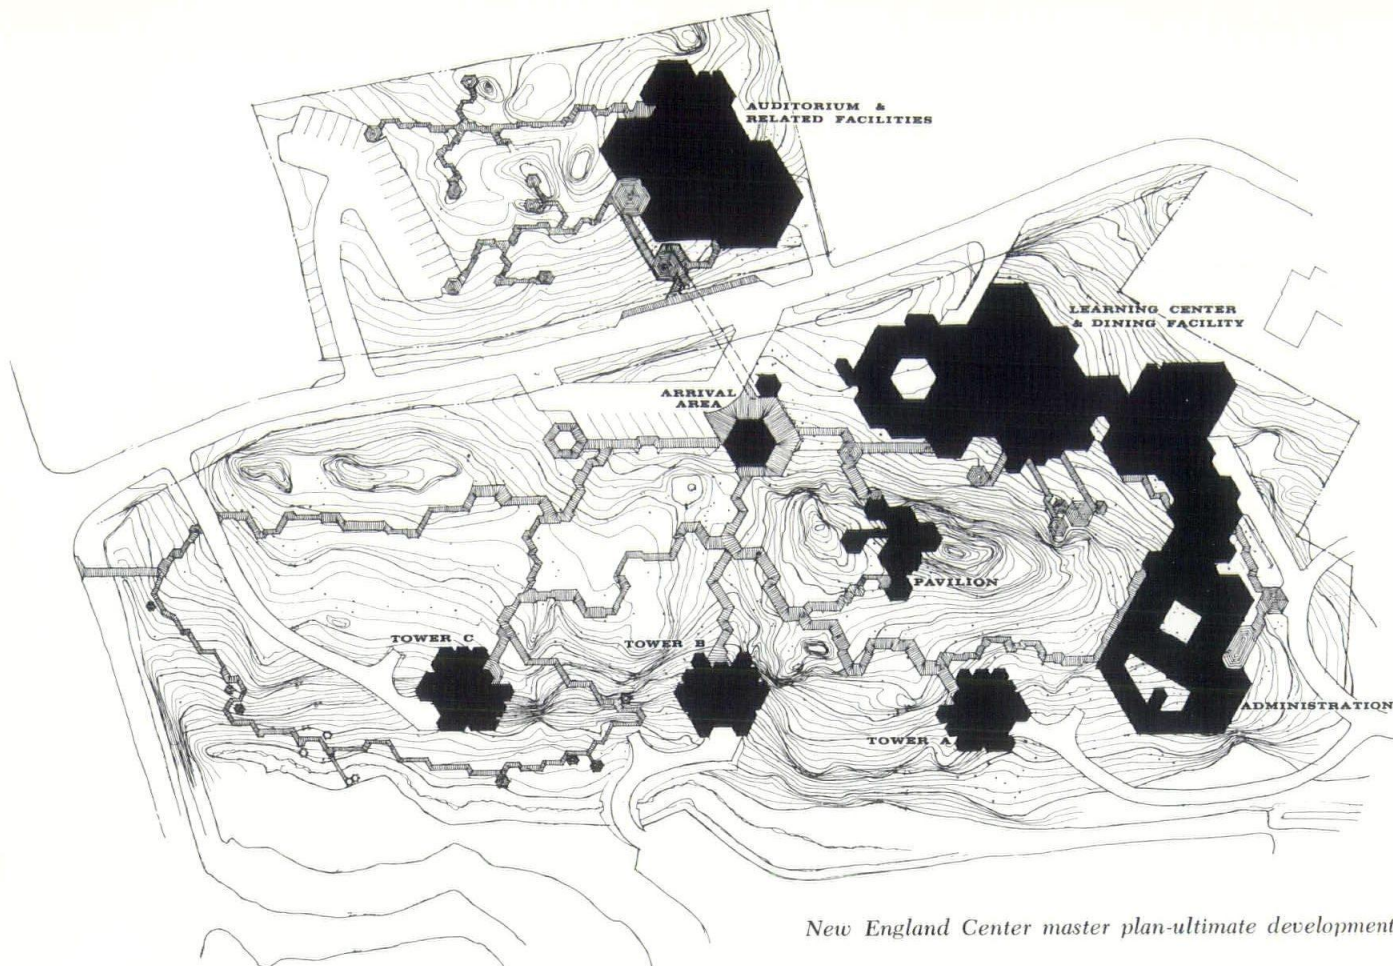 AUDITORIUM &
RELATED FACILITIES
LEARNING CENTER
& DINING FACILITY
ARRIVAL
AREA
PAVILION
TOWER C
TOWER B
ADMINISTRATION
TOWER A
New England Center master plan-ultimate development